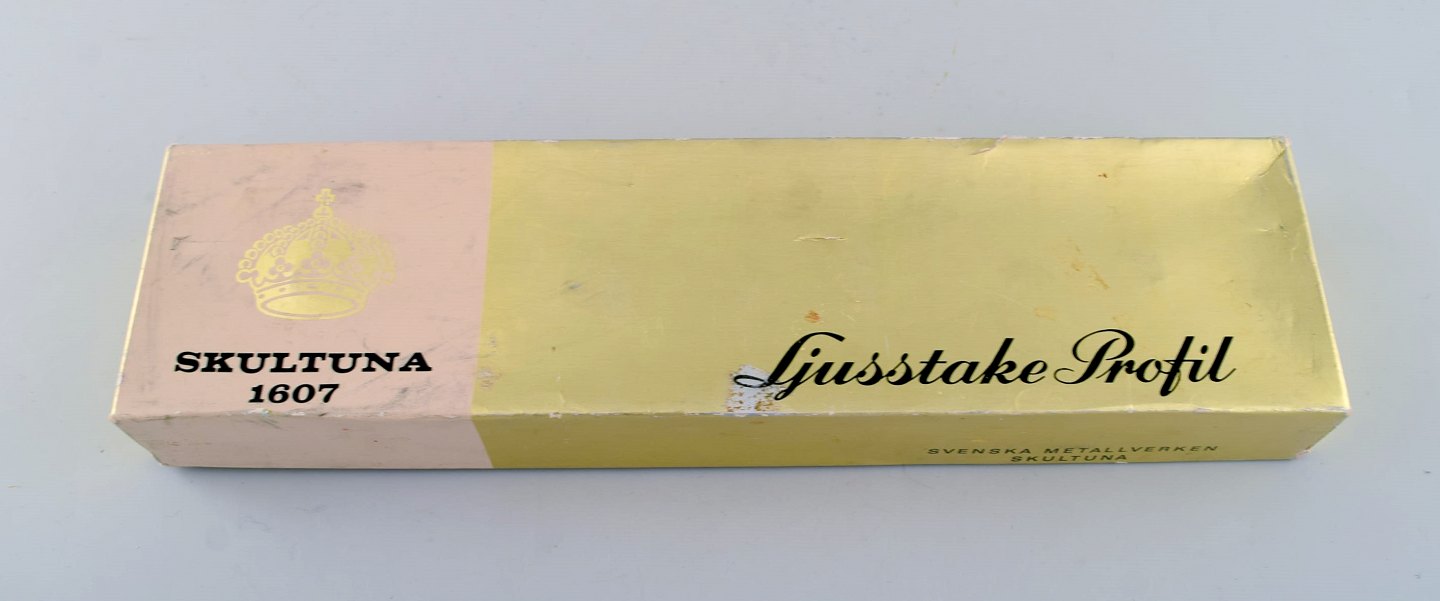 SKULTUNA
1607
Ljusstake Profil
SVENSKA METALLVERKEN
SKULTUNA